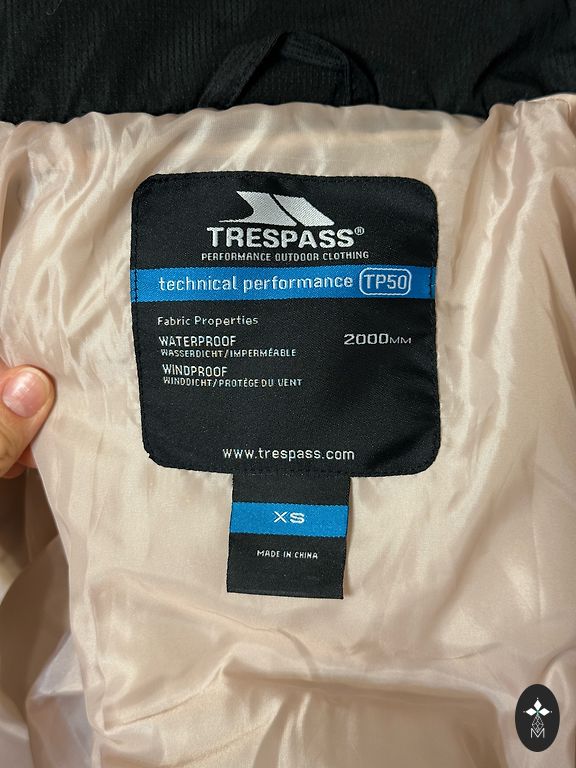 TRESPASS®
PERFORMANCE OUTDOOR CLOTHING
technical performance TP50
Fabric Properties
WATERPROOF 2000MM
WASSERDICHT/IMPERMÉABLE
WINDPROOF
WINDDICHT/PROTÉGE DU VENT
www.trespass.com
XS
MADE IN CHINA